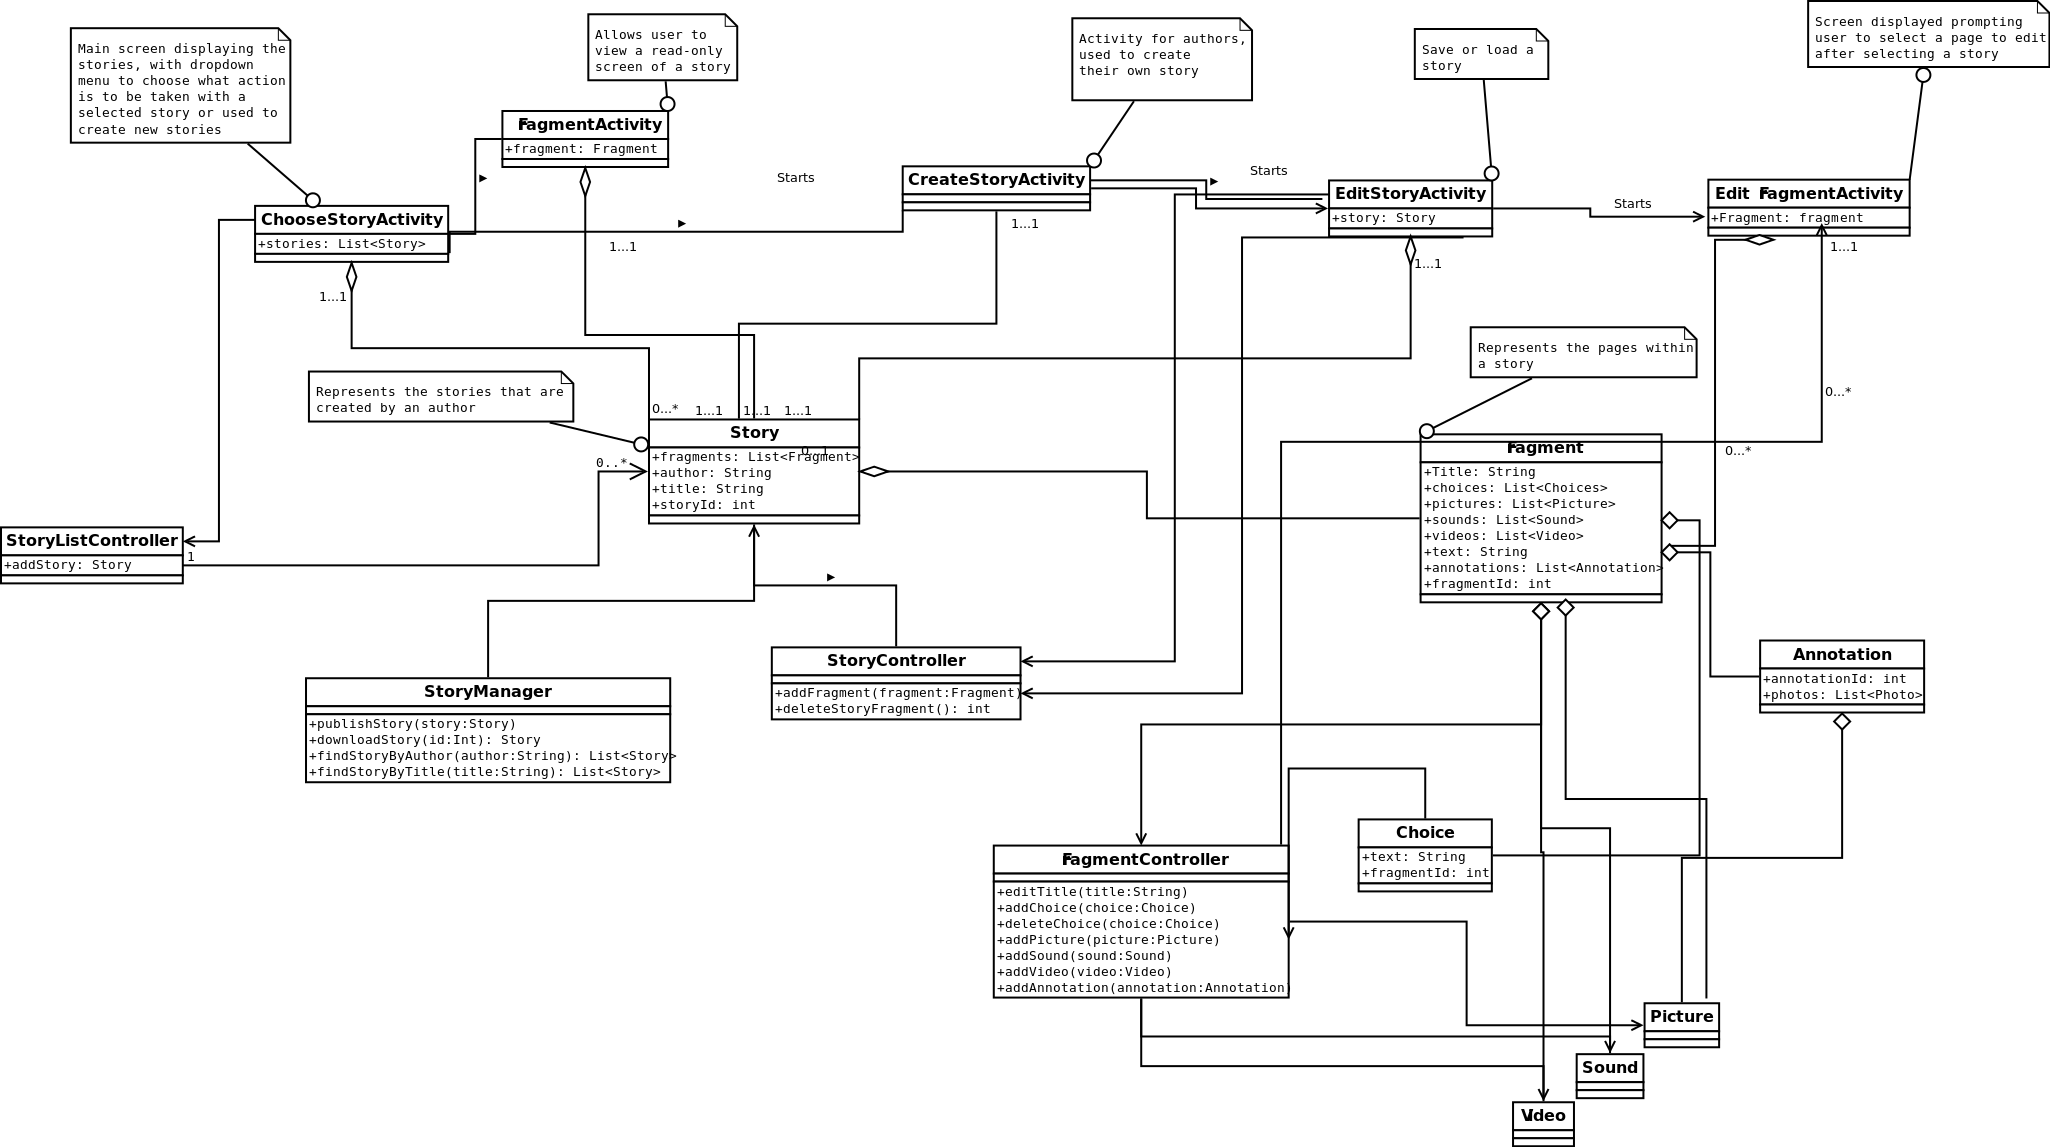 Main screen displaying the
stories, with dropdown
menu to choose what action
is to be taken with a
selected story or used to
create new stories
Allows user to
view a read-only
screen of a story
Activity for authors,
used to create
their own story
Save or load a
story
Screen displayed prompting
user to select a page to edit
after selecting a story
FagmentActivity
+fragment: Fragment
Starts
CreateStoryActivity
Starts
EditStoryActivity
+story: Story
Starts
Edit FagmentActivity
+Fragment: fragment
ChooseStoryActivity
+stories: List<Story>
1...1
1...1
1...1
1...1
1...1
Represents the pages within
a story
Represents the stories that are
created by an author
0...*
1...1
1...1
1...1
0...*
0...*
Story
0...1
+fragments: List<Fragment>
+author: String
+title: String
+storyId: int
0..*
Fagment
+Title: String
+choices: List<Choices>
+pictures: List<Picture>
+sounds: List<Sound>
+videos: List<Video>
+text: String
+annotations: List<Annotation>
+fragmentId: int
StoryListController
+addStory: Story
1
StoryManager
+publishStory(story:Story)
+downloadStory(id:Int): Story
+findStoryByAuthor(author:String): List<Story>
+findStoryByTitle(title:String): List<Story>
StoryController
+addFragment(fragment:Fragment)
+deleteStoryFragment(): int
Annotation
+annotationId: int
+photos: List<Photo>
Choice
+text: String
+fragmentId: int
FagmentController
+editTitle(title:String)
+addChoice(choice:Choice)
+deleteChoice(choice:Choice)
+addPicture(picture:Picture)
+addSound(sound:Sound)
+addVideo(video:Video)
+addAnnotation(annotation:Annotation)
Picture
Sound
Video